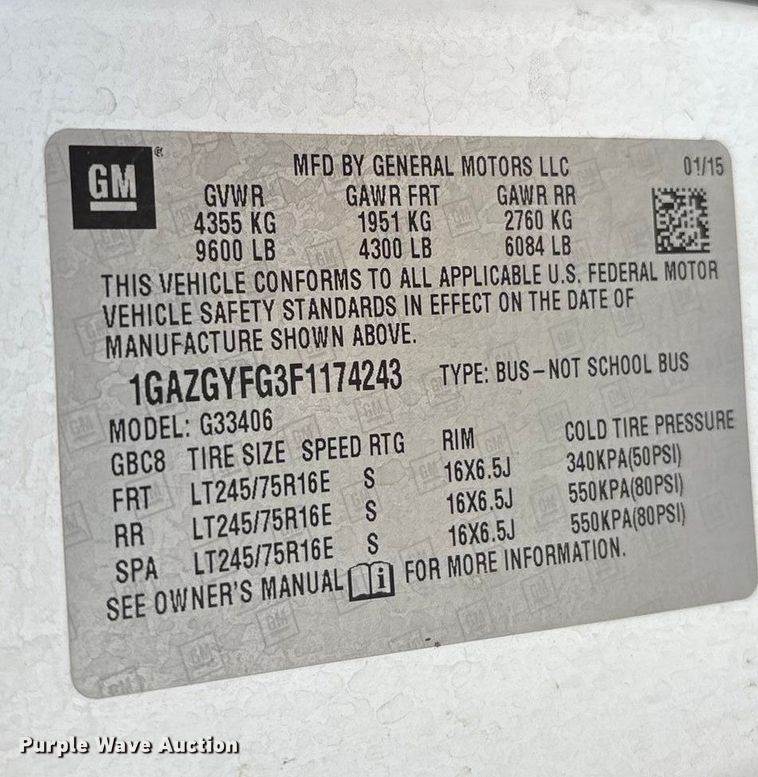 GM ®
MFD BY GENERAL MOTORS LLC 01/15
GVWR GAWR FRT GAWR RR
4355 KG 1951 KG 2760 KG
9600 LB 4300 LB 6084 LB
THIS VEHICLE CONFORMS TO ALL APPLICABLE U.S. FEDERAL MOTOR
VEHICLE SAFETY STANDARDS IN EFFECT ON THE DATE OF
MANUFACTURE SHOWN ABOVE.
1GAZGYFG3F1174243 TYPE: BUS-NOT SCHOOL BUS
MODEL: G33406
GBC8 TIRE SIZE SPEED RTG RIM COLD TIRE PRESSURE
FRT LT245/75R16E S 16X6.5J 340KPA(50PSI)
RR LT245/75R16E S 16X6.5J 550KPA(80PSI)
SPA LT245/75R16E S 16X6.5J 550KPA(80PSI)
SEE OWNER'S MANUAL i FOR MORE INFORMATION.
Purple Wave Auction